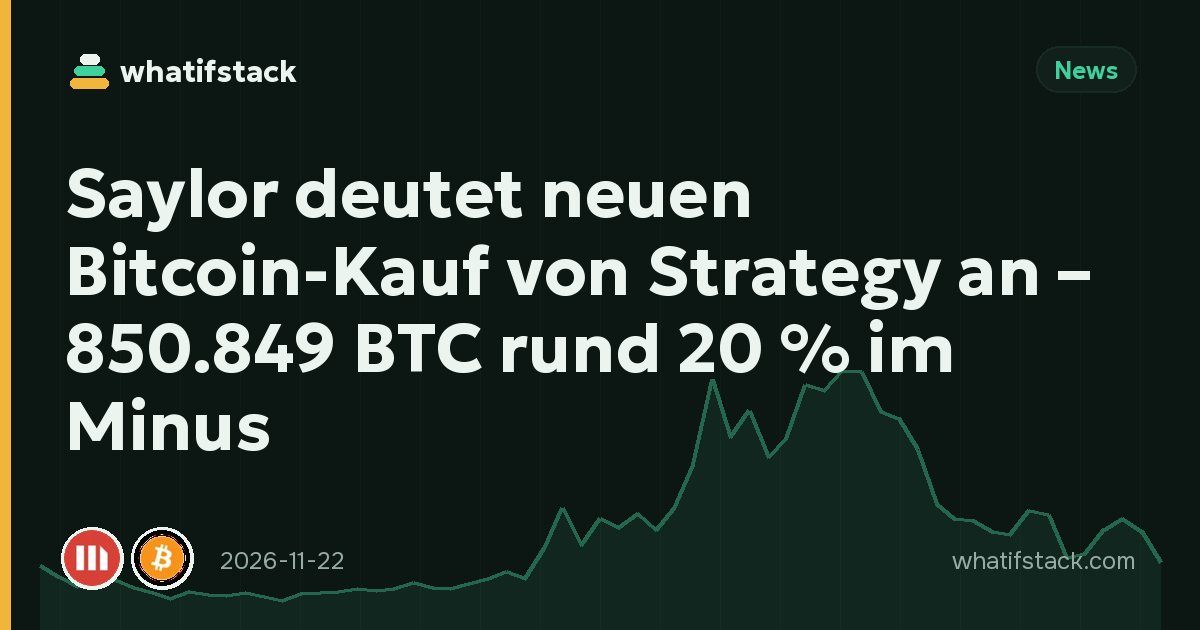 whatifstack
News
Saylor deutet neuen
Bitcoin-Kauf von Strategy an –
850.849 BTC rund 20 % im
Minus
2026-11-22
whatifstack.com